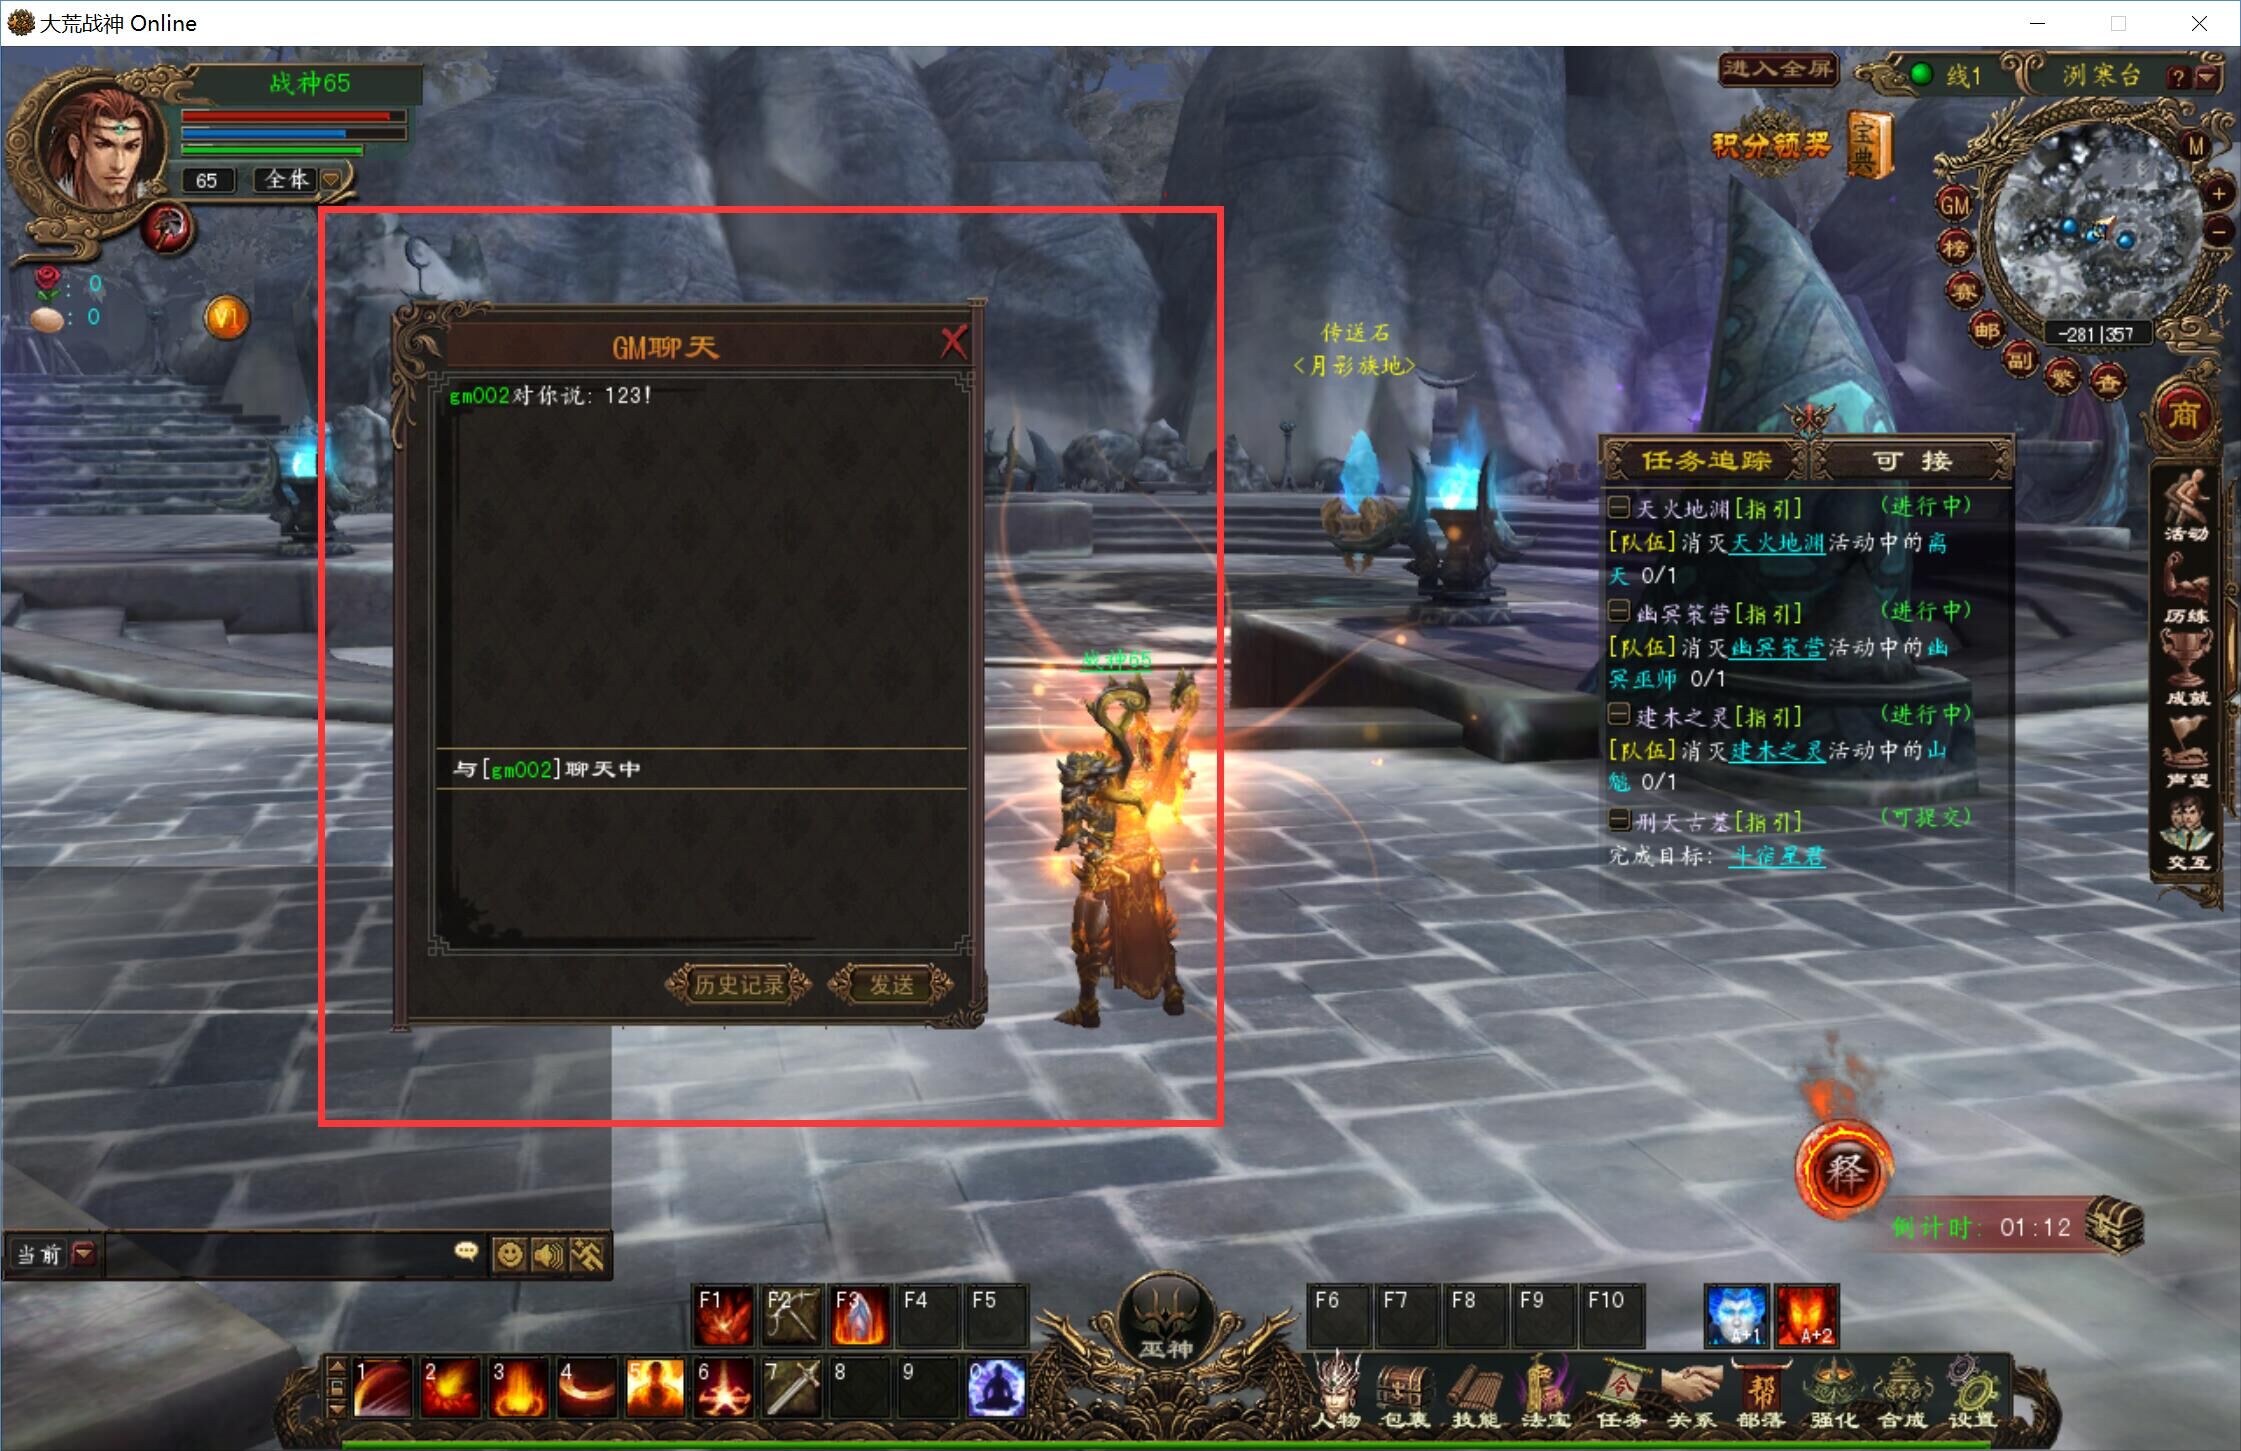 大荒战神 Online
战神65
65
全体
0
0
V1
进入全屏
线1
洌寒台
?
积分领奖
宝典
M
+
GM
榜
赛
邮
副
繁
杳
-281|357
商
GM聊天
gm002对你说: 123!
与[gm002]聊天中
历史记录
发送
传送石
<月影族地>
战神65
任务追踪
可 接
天火地渊[指引] (进行中)
[队伍]消灭天火地渊活动中的离
天 0/1
幽冥策营[指引] (进行中)
[队伍]消灭幽冥策营活动中的幽
冥巫师 0/1
建木之灵[指引] (进行中)
[队伍]消灭建木之灵活动中的山
魈 0/1
刑天古墓[指引] (可提交)
完成目标: 斗宿星君
活动
历练
成就
声望
交互
释
倒计时: 01:12
当前
F1 F2 F3 F4 F5
巫神
F6 F7 F8 F9 F10
A+1 A+2
1 2 3 4 5 6 7 8 9 0
人物 包裹 技能 法宝 任务 关系 部落 强化 合成 设置
帮
令